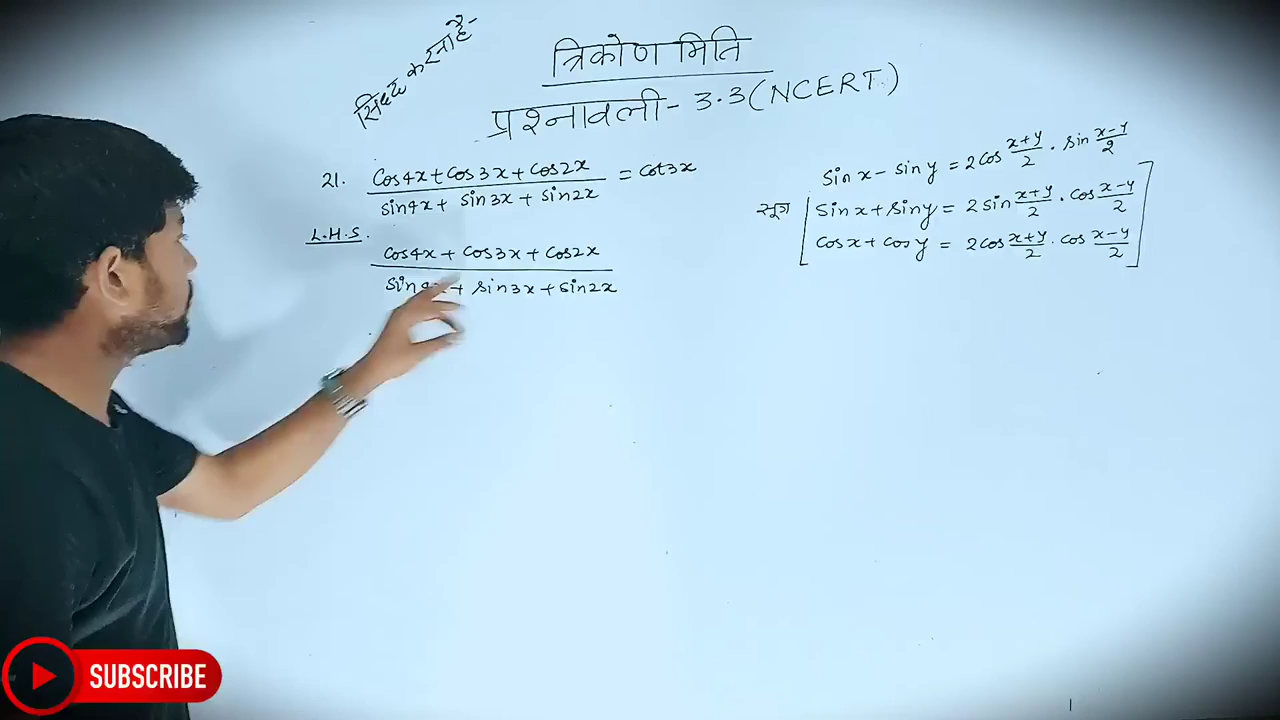 सिद्ध करना है-
त्रिकोण मिति
प्रश्नावली - 3.3 (NCERT)
21. (cos4x + cos3x + cos2x)/(sin4x + sin3x + sin2x) = cot3x
L.H.S.
cos4x + cos3x + cos2x
sin4x + sin3x + sin2x
sin x - sin y = 2cos (x+y)/2 . sin (x-y)/2
सूत्र [ sin x + sin y = 2 sin (x+y)/2 . cos (x-y)/2
cos x + cos y = 2cos (x+y)/2 . cos (x-y)/2 ]
SUBSCRIBE